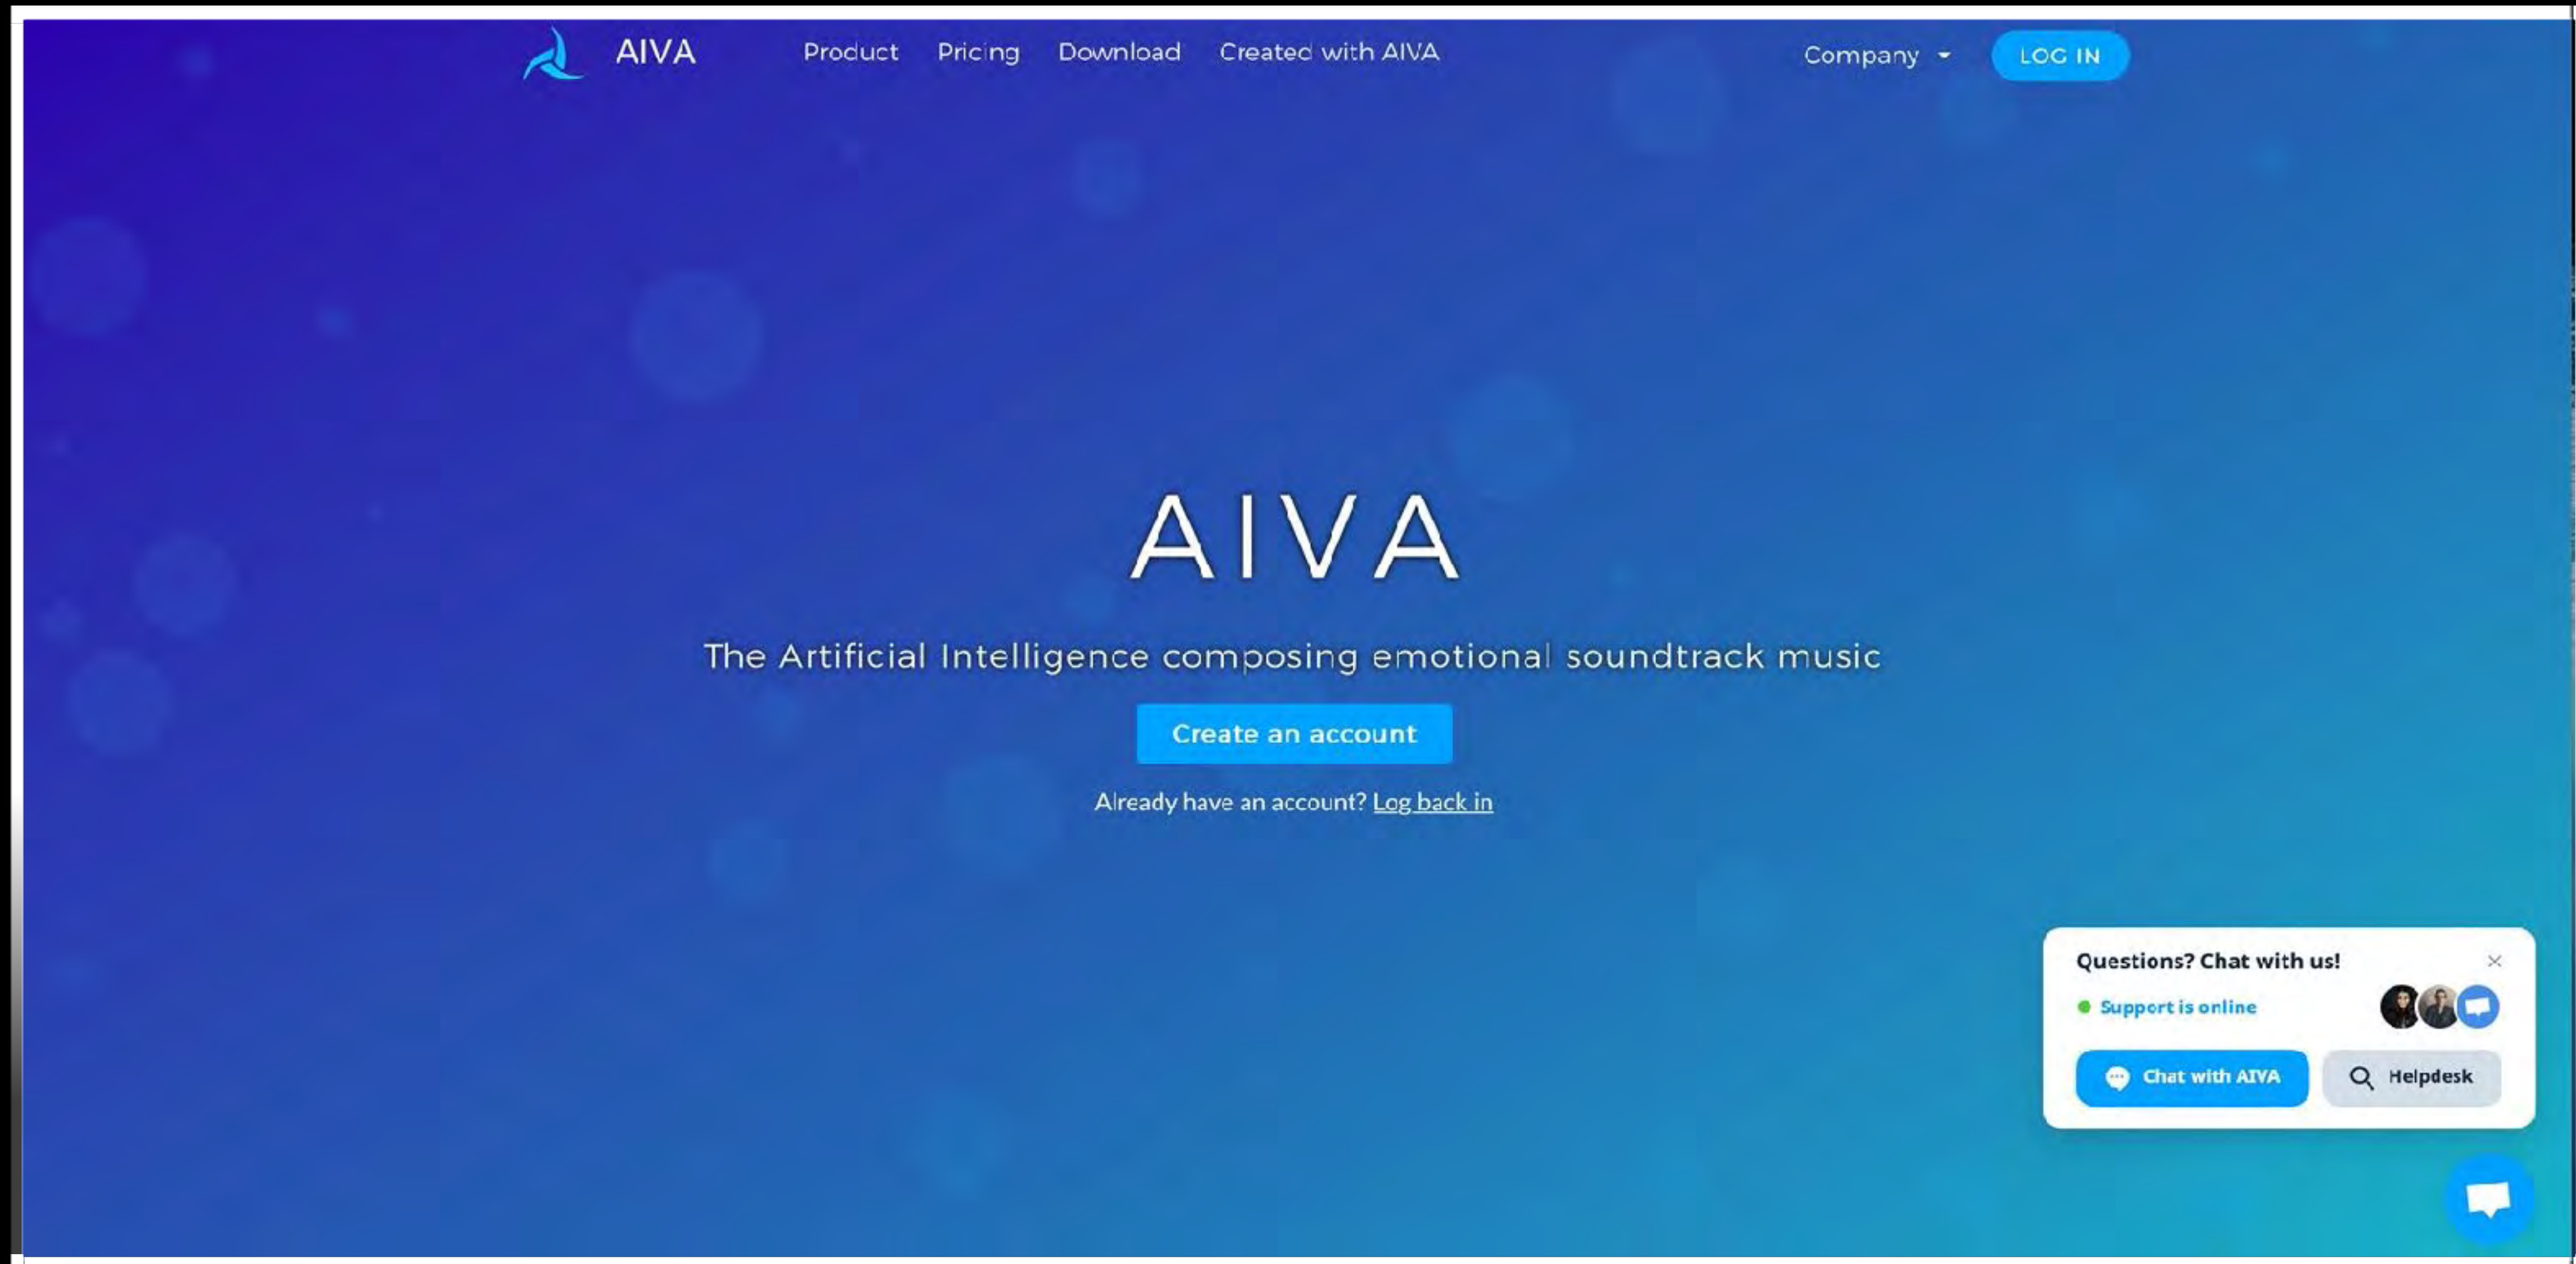 AIVA Product Pricing Download Created with AIVA Company LOG IN
AIVA
The Artificial Intelligence composing emotional soundtrack music
Create an account
Already have an account? Log back in
Questions? Chat with us!
Support is online
Chat with AIVA Helpdesk